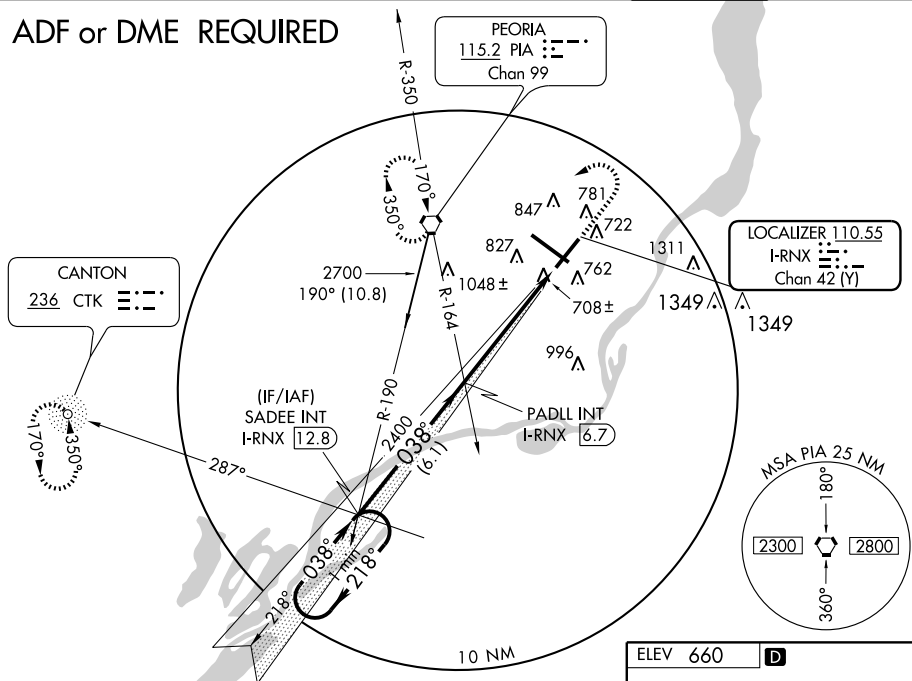 ADF or DME REQUIRED
PEORIA
115.2 PIA
Chan 99
R-350
170°
350°
847
781
722
827
762
1048 ±
708±
1311
1349
1349
996
LOCALIZER 110.55
I-RNX
Chan 42 (Y)
CANTON
236 CTK
2700
190° (10.8)
R-164
R-190
(IF/IAF)
SADEE INT
I-RNX 12.8
PADLL INT
I-RNX 6.7
2400
038°
(6.1)
170°
350°
287°
038°
1 min
218°
218°
10 NM
MSA PIA 25 NM
180°
2300
2800
360°
ELEV 660 D